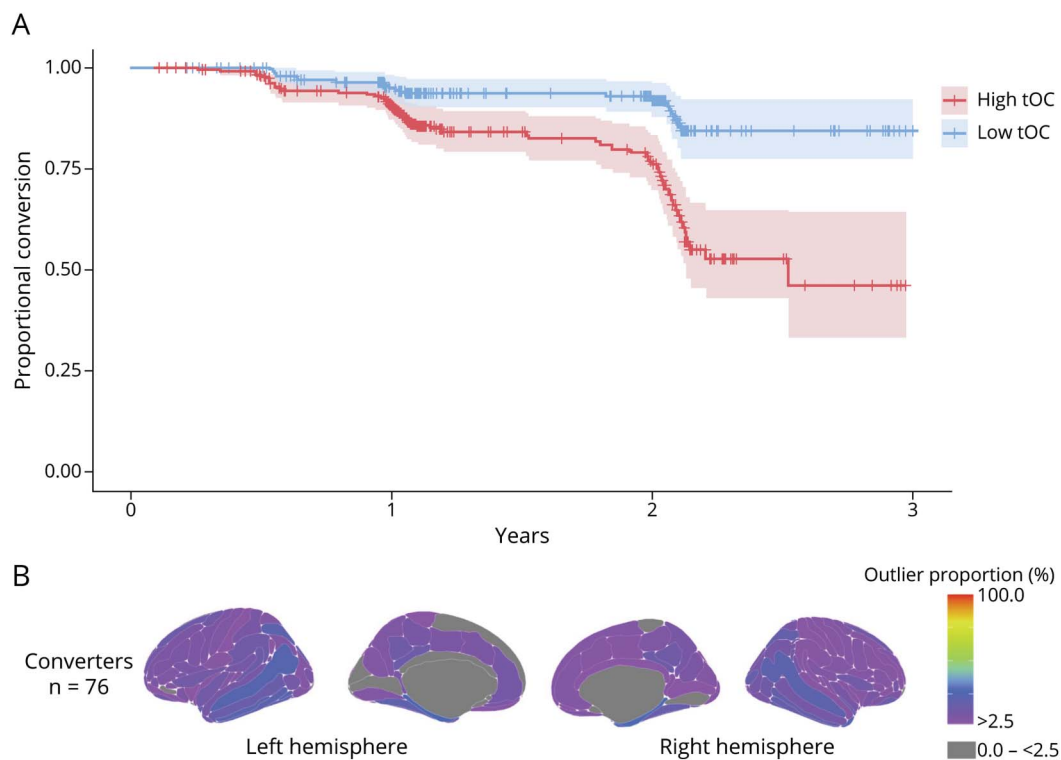 A
Proportional conversion
1.00
0.75
0.50
0.25
0.00
0
1
2
3
Years
High tOC
Low tOC
B
Converters
n = 76
Left hemisphere
Right hemisphere
Outlier proportion (%)
100.0
>2.5
0.0 – <2.5